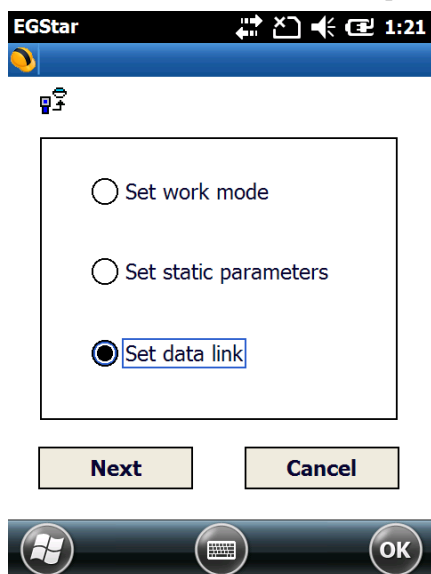 EGStar 1:21
Set work mode
Set static parameters
Set data link
Next Cancel
OK